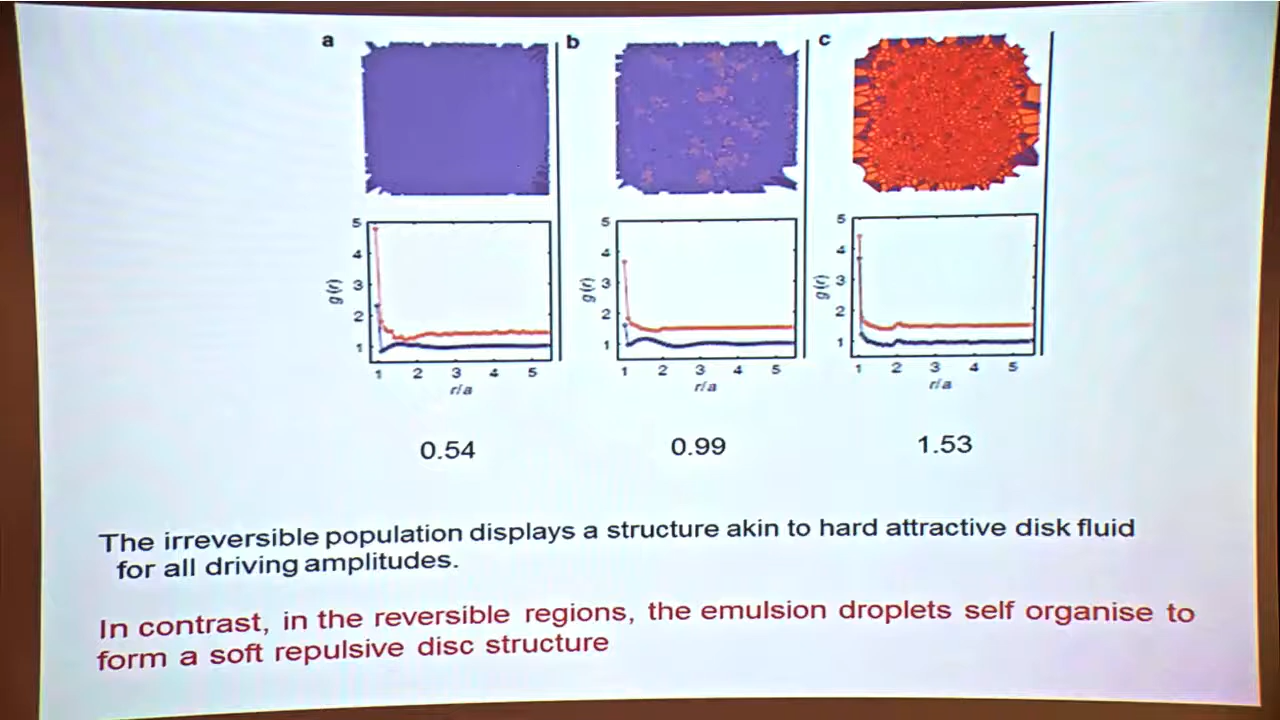 a
b
c
5
4
3
2
1
g(r)
1 2 3 4 5
r/a
5
4
3
2
1
g(r)
1 2 3 4 5
r/a
5
4
3
2
1
g(r)
1 2 3 4 5
r/a
0.54
0.99
1.53
The irreversible population displays a structure akin to hard attractive disk fluid
for all driving amplitudes.
In contrast, in the reversible regions, the emulsion droplets self organise to
form a soft repulsive disc structure